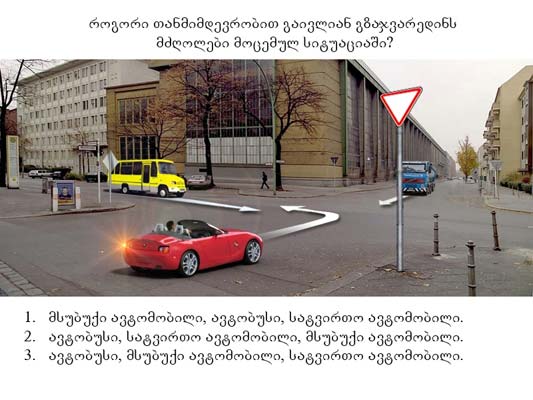 როგორი თანმიმდევრობით გაივლიან გზაჯვარედინს
მძღოლები მოცემულ სიტუაციაში?
1. მსუბუქი ავტომობილი, ავტობუსი, სატვირთო ავტომობილი.
2. ავტობუსი, სატვირთო ავტომობილი, მსუბუქი ავტომობილი.
3. ავტობუსი, მსუბუქი ავტომობილი, სატვირთო ავტომობილი.